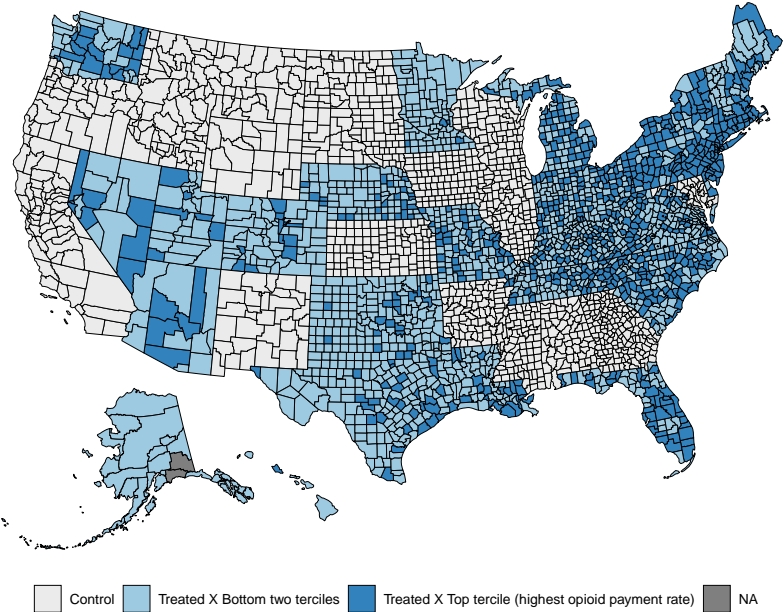 Control Treated X Bottom two terciles Treated X Top tercile (highest opioid payment rate) NA